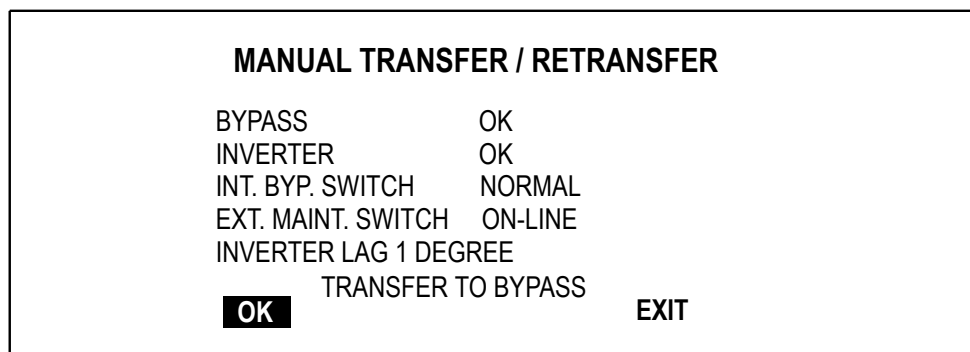 MANUAL TRANSFER / RETRANSFER
BYPASS OK
INVERTER OK
INT. BYP. SWITCH NORMAL
EXT. MAINT. SWITCH ON-LINE
INVERTER LAG 1 DEGREE
TRANSFER TO BYPASS
OK EXIT